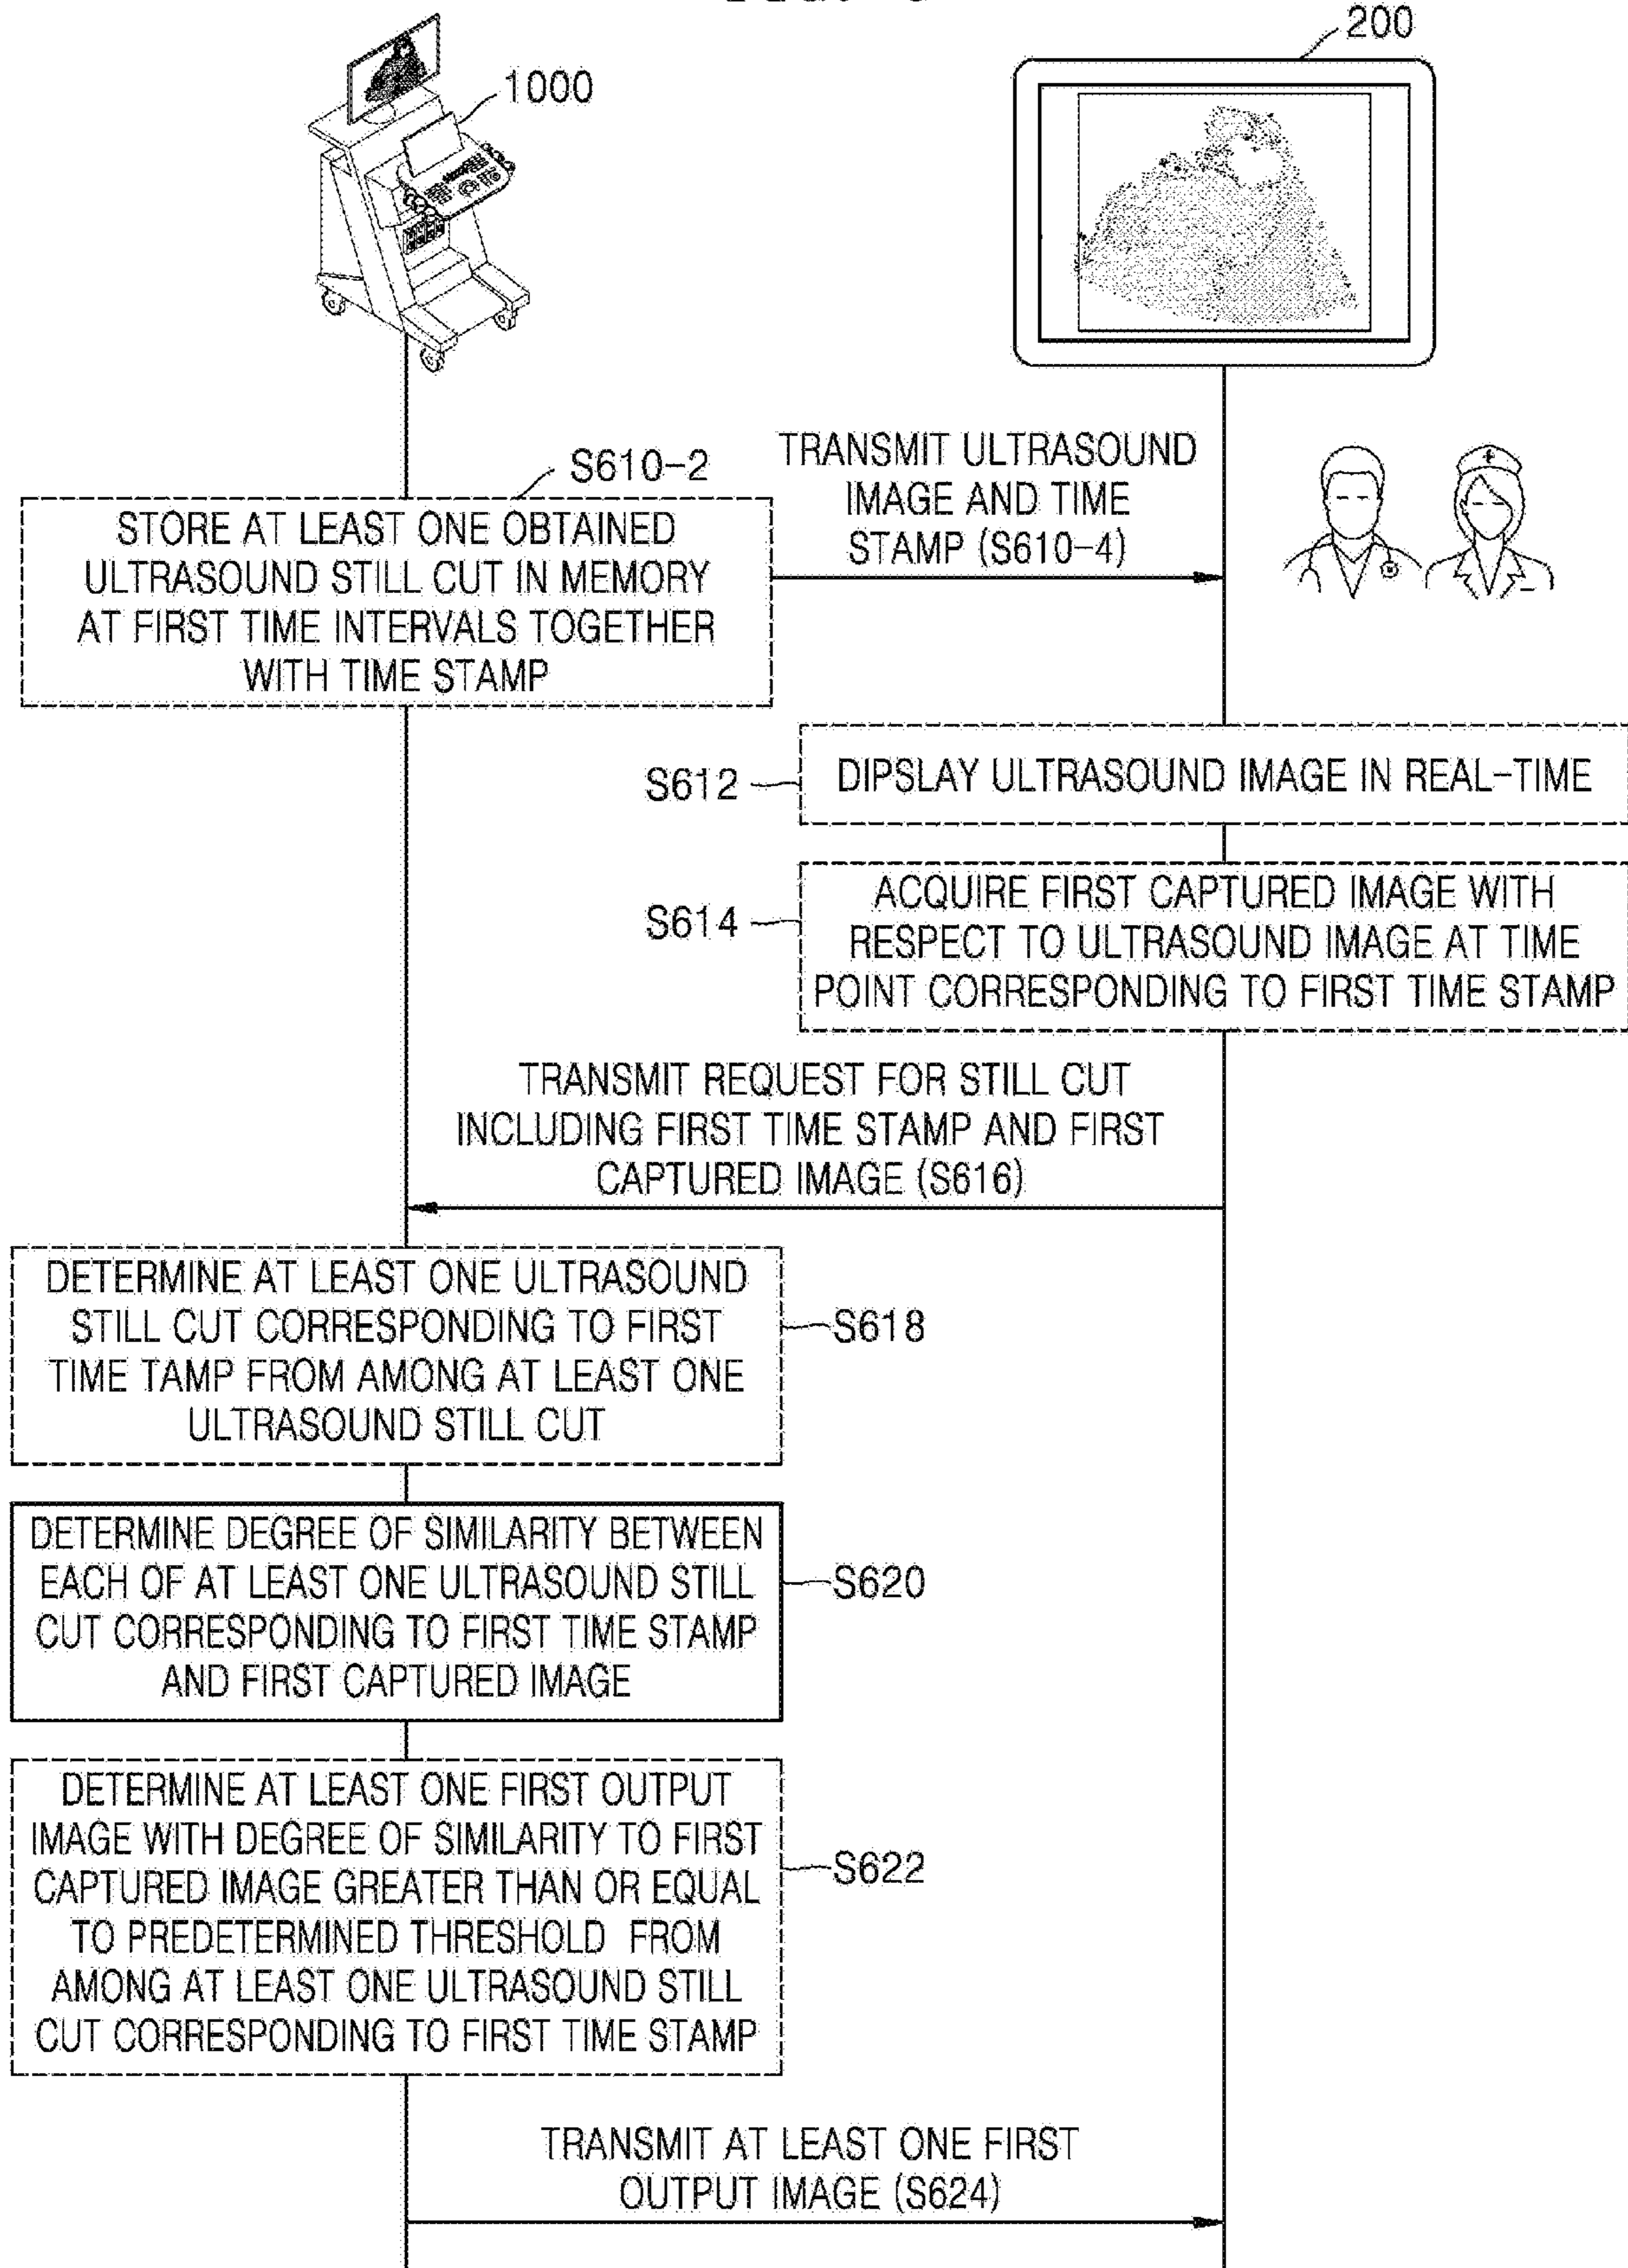 200
1000
S610-2
STORE AT LEAST ONE OBTAINED
ULTRASOUND STILL CUT IN MEMORY
AT FIRST TIME INTERVALS TOGETHER
WITH TIME STAMP
TRANSMIT ULTRASOUND
IMAGE AND TIME
STAMP (S610-4)
S612
DIPSLAY ULTRASOUND IMAGE IN REAL-TIME
S614
ACQUIRE FIRST CAPTURED IMAGE WITH
RESPECT TO ULTRASOUND IMAGE AT TIME
POINT CORRESPONDING TO FIRST TIME STAMP
TRANSMIT REQUEST FOR STILL CUT
INCLUDING FIRST TIME STAMP AND FIRST
CAPTURED IMAGE (S616)
DETERMINE AT LEAST ONE ULTRASOUND
STILL CUT CORRESPONDING TO FIRST
TIME TAMP FROM AMONG AT LEAST ONE
ULTRASOUND STILL CUT
S618
DETERMINE DEGREE OF SIMILARITY BETWEEN
EACH OF AT LEAST ONE ULTRASOUND STILL
CUT CORRESPONDING TO FIRST TIME STAMP
AND FIRST CAPTURED IMAGE
S620
DETERMINE AT LEAST ONE FIRST OUTPUT
IMAGE WITH DEGREE OF SIMILARITY TO FIRST
CAPTURED IMAGE GREATER THAN OR EQUAL
TO PREDETERMINED THRESHOLD FROM
AMONG AT LEAST ONE ULTRASOUND STILL
CUT CORRESPONDING TO FIRST TIME STAMP
S622
TRANSMIT AT LEAST ONE FIRST
OUTPUT IMAGE (S624)